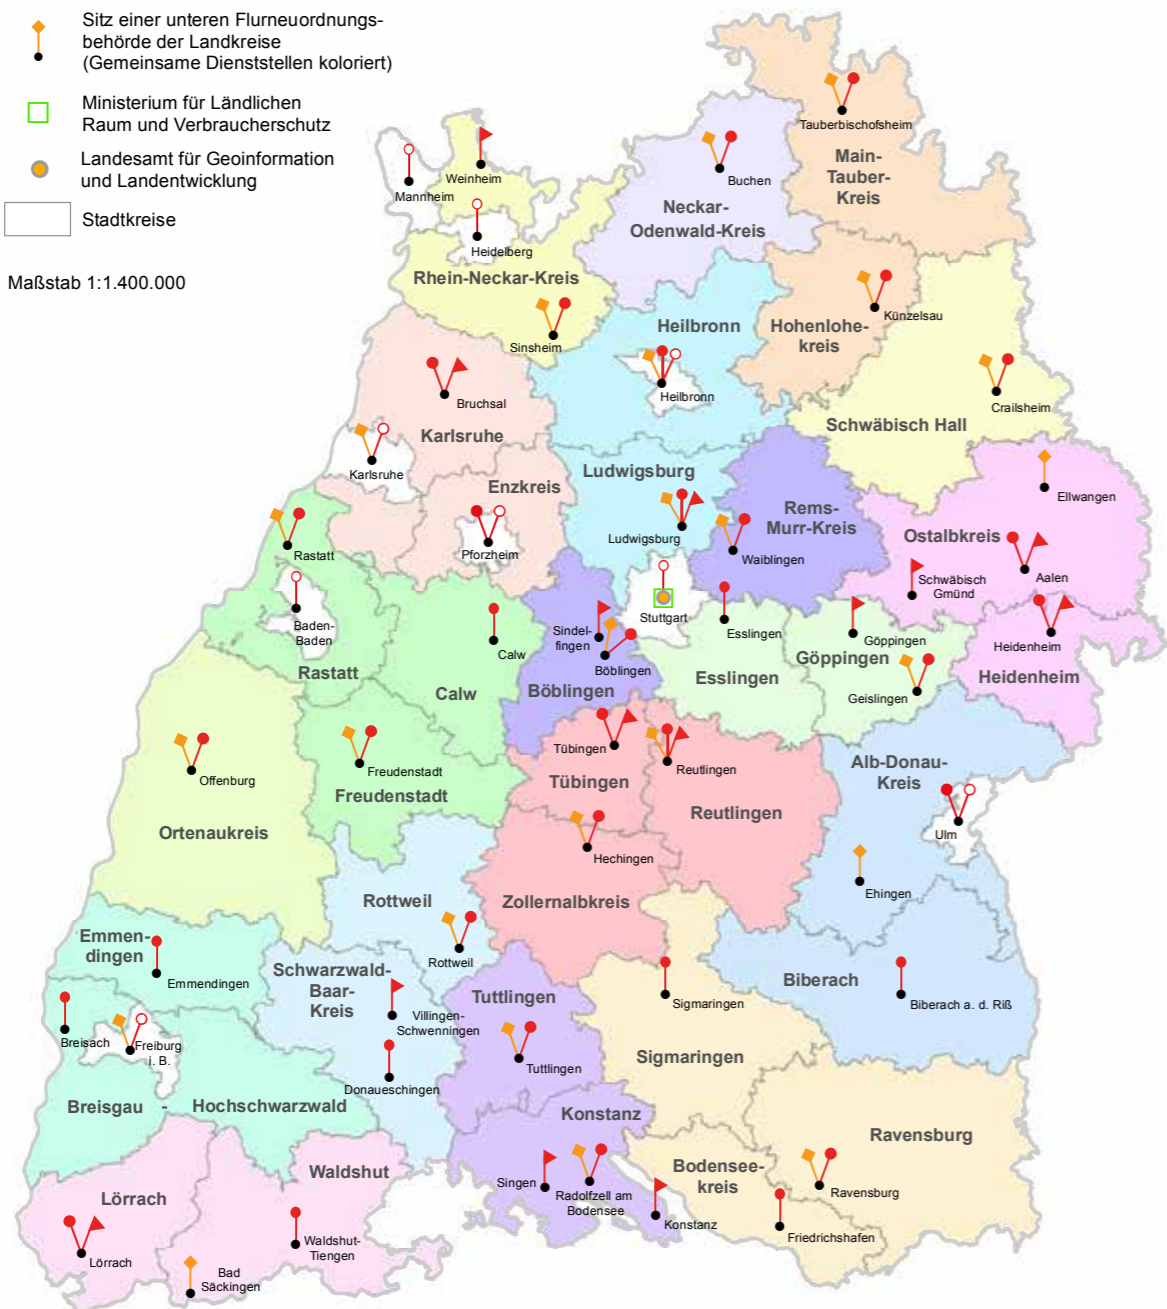 Sitz einer unteren Flurneuordnungs-
behörde der Landkreise
(Gemeinsame Dienststellen koloriert)
Ministerium für Ländlichen
Raum und Verbraucherschutz
Landesamt für Geoinformation
und Landentwicklung
Stadtkreise
Maßstab 1:1.400.000
Tauberbischofsheim
Main-
Tauber-
Kreis
Weinheim
Mannheim
Buchen
Neckar-
Odenwald-Kreis
Heidelberg
Rhein-Neckar-Kreis
Sinsheim
Heilbronn
Heilbronn
Hohenlohe-
kreis
Künzelsau
Crailsheim
Schwäbisch Hall
Bruchsal
Karlsruhe
Karlsruhe
Enzkreis
Pforzheim
Ludwigsburg
Ludwigsburg
Rems-
Murr-Kreis
Waiblingen
Ellwangen
Ostalbkreis
Aalen
Schwäbisch
Gmünd
Rastatt
Baden-
Baden
Rastatt
Calw
Calw
Sindel-
fingen
Böblingen
Böblingen
Stuttgart
Esslingen
Esslingen
Göppingen
Göppingen
Geislingen
Heidenheim
Heidenheim
Offenburg
Ortenaukreis
Freudenstadt
Freudenstadt
Tübingen
Tübingen
Reutlingen
Reutlingen
Alb-Donau-
Kreis
Ulm
Ehingen
Hechingen
Zollernalbkreis
Rottweil
Rottweil
Emmen-
dingen
Emmendingen
Schwarzwald-
Baar-
Kreis
Villingen-
Schwenningen
Donaueschingen
Tuttlingen
Tuttlingen
Sigmaringen
Sigmaringen
Biberach
Biberach a. d. Riß
Breisach
Freiburg
i. B.
Breisgau - Hochschwarzwald
Konstanz
Singen
Radolfzell am
Bodensee
Konstanz
Bodensee-
kreis
Friedrichshafen
Ravensburg
Ravensburg
Waldshut
Waldshut-
Tiengen
Lörrach
Lörrach
Bad
Säckingen